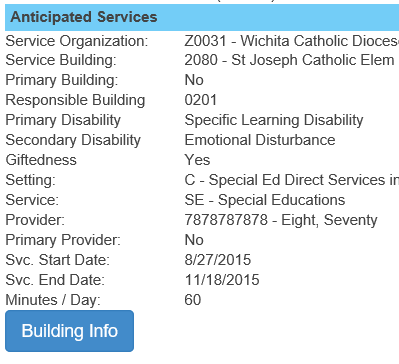 Anticipated Services
Service Organization: Z0031 - Wichita Catholic Dioces
Service Building: 2080 - St Joseph Catholic Elem
Primary Building: No
Responsible Building 0201
Primary Disability Specific Learning Disability
Secondary Disability Emotional Disturbance
Giftedness Yes
Setting: C - Special Ed Direct Services in
Service: SE - Special Educations
Provider: 7878787878 - Eight, Seventy
Primary Provider: No
Svc. Start Date: 8/27/2015
Svc. End Date: 11/18/2015
Minutes / Day: 60
Building Info